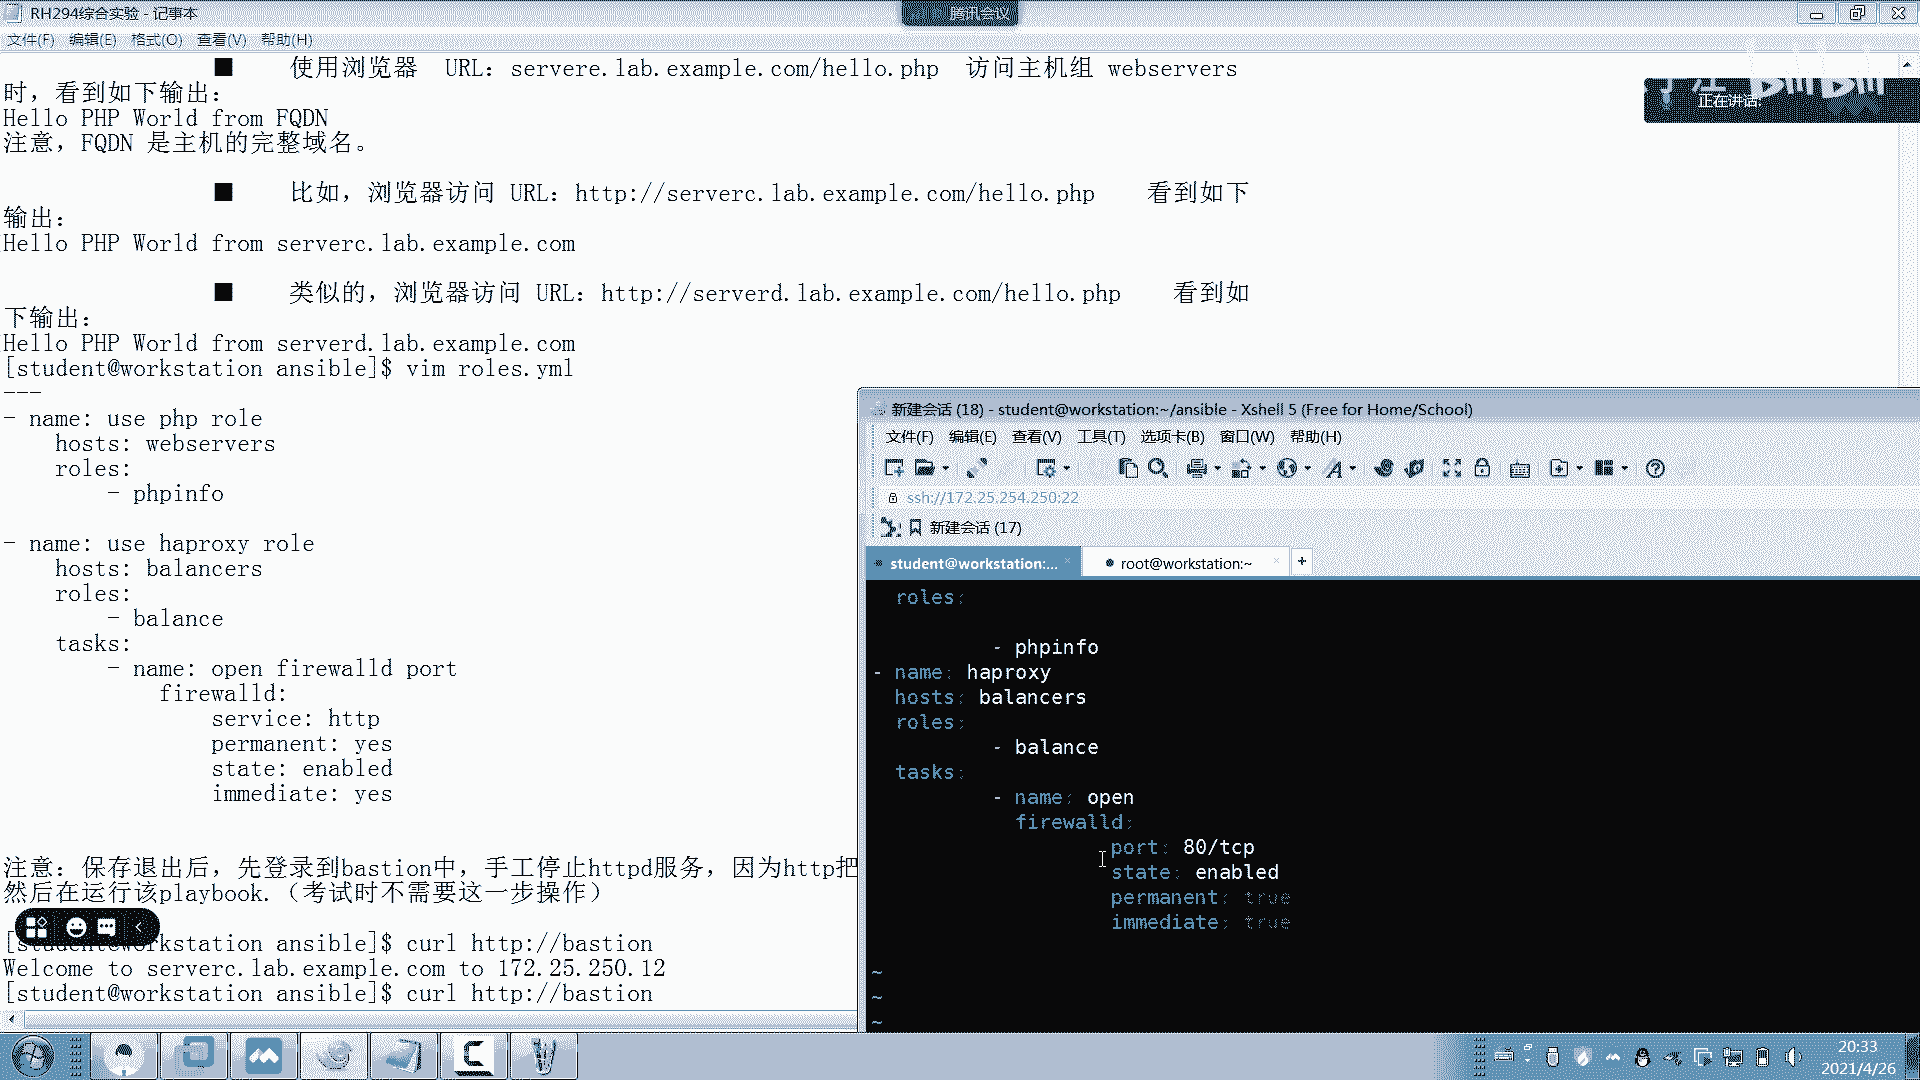 RH294综合实验 - 记事本
腾讯会议
文件(F) 编辑(E) 格式(O) 查看(V) 帮助(H)
■ 使用浏览器 URL：servere.lab.example.com/hello.php 访问主机组 webservers
时，看到如下输出：
Hello PHP World from FQDN
注意，FQDN 是主机的完整域名。
■ 比如，浏览器访问 URL：http://serverc.lab.example.com/hello.php 看到如下
输出：
Hello PHP World from serverc.lab.example.com
■ 类似的，浏览器访问 URL：http://serverd.lab.example.com/hello.php 看到如
下输出：
Hello PHP World from serverd.lab.example.com
[student@workstation ansible]$ vim roles.yml
---
- name: use php role
hosts: webservers
roles:
- phpinfo
- name: use haproxy role
hosts: balancers
roles:
- balance
tasks:
- name: open firewalld port
firewalld:
service: http
permanent: yes
state: enabled
immediate: yes
注意：保存退出后，先登录到bastion中，手工停止httpd服务，因为http把
然后在运行该playbook.（考试时不需要这一步操作）
[student@workstation ansible]$ curl http://bastion
Welcome to serverc.lab.example.com to 172.25.250.12
[student@workstation ansible]$ curl http://bastion
正在讲话:
bilibili
新建会话 (18) - student@workstation:~/ansible - Xshell 5 (Free for Home/School)
文件(F) 编辑(E) 查看(V) 工具(T) 选项卡(B) 窗口(W) 帮助(H)
ssh://172.25.254.250:22
新建会话 (17)
student@workstation:... × root@workstation:~ × +
roles:
- phpinfo
- name: haproxy
hosts: balancers
roles:
- balance
tasks:
- name: open
firewalld:
port: 80/tcp
state: enabled
permanent: true
immediate: true
~
~
~
20:33
2021/4/26